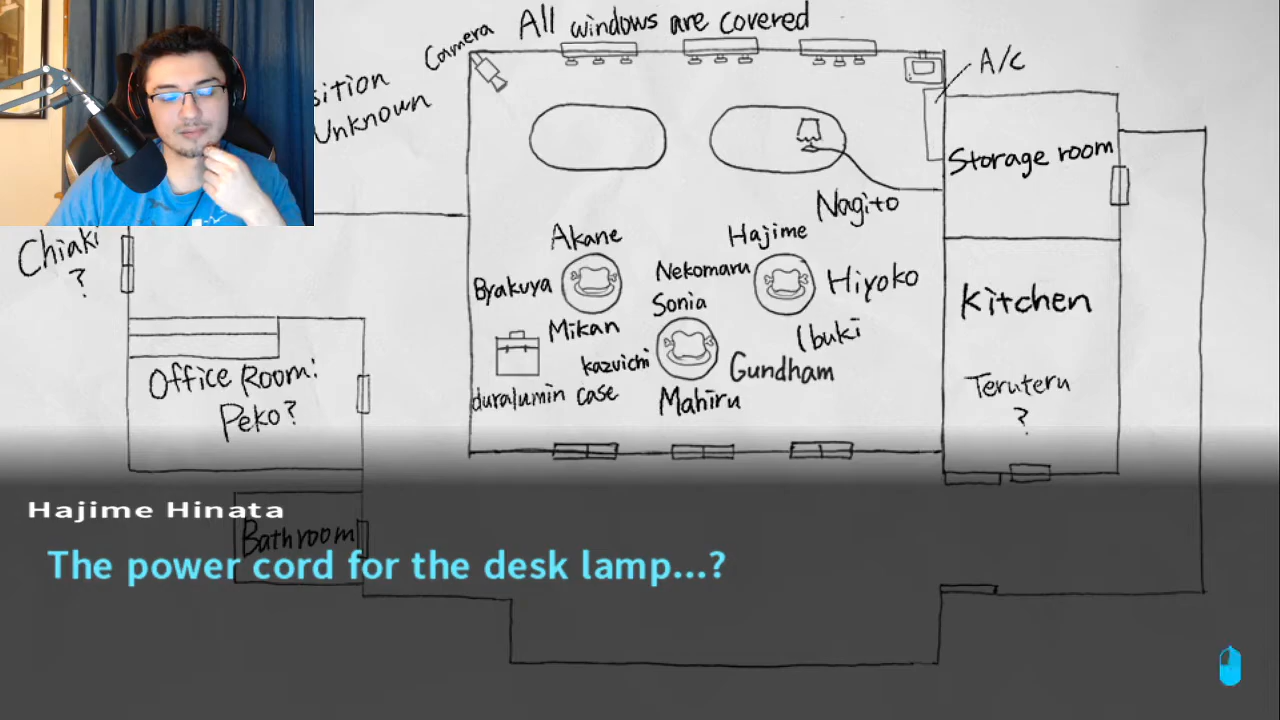 All windows are covered
Camera
A/C
Unknown
Storage room
Nagito
Chiaki
?
Akane
Hajime
Byakuya
Nekomaru
Hiyoko
Sonia
Kitchen
Mikan
Ibuki
kazuichi
Gundham
Office Room:
Peko?
duralumin case
Mahiru
Teruteru
?
Hajime Hinata
Bathroom
The power cord for the desk lamp...?